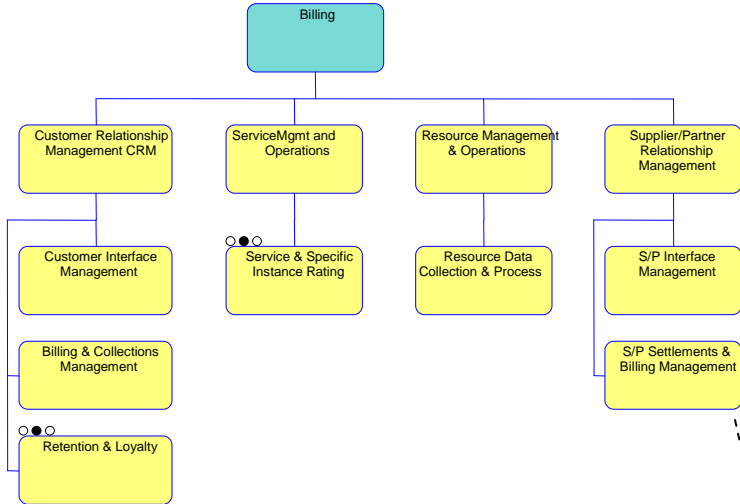 Billing
Customer Relationship
Management CRM
ServiceMgmt and
Operations
Resource Management
& Operations
Supplier/Partner
Relationship
Management
Customer Interface
Management
Service & Specific
Instance Rating
Resource Data
Collection & Process
S/P Interface
Management
Billing & Collections
Management
S/P Settlements &
Billing Management
Retention & Loyalty